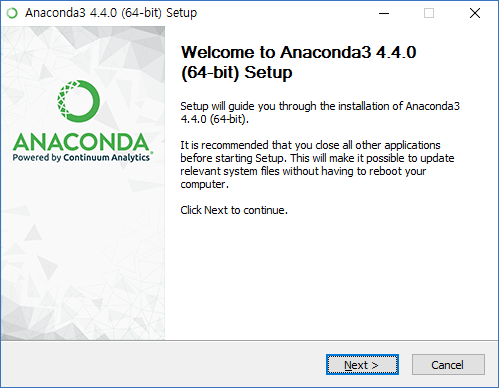 Anaconda3 4.4.0 (64-bit) Setup
ANACONDA
Powered by Continuum Analytics
Welcome to Anaconda3 4.4.0
(64-bit) Setup
Setup will guide you through the installation of Anaconda3
4.4.0 (64-bit).
It is recommended that you close all other applications
before starting Setup. This will make it possible to update
relevant system files without having to reboot your
computer.
Click Next to continue.
Next >
Cancel